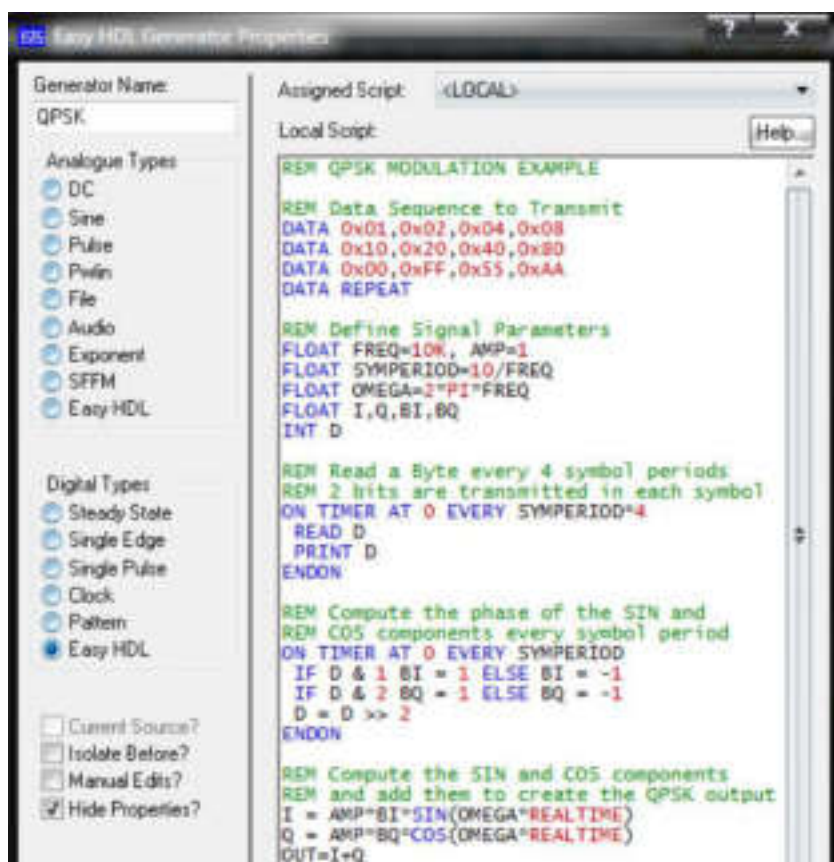 Easy HDL Generator Properties
Generator Name:
QPSK
Analogue Types
DC
Sine
Pulse
Pwlin
File
Audio
Exponent
SFFM
Easy HDL
Digital Types
Steady State
Single Edge
Single Pulse
Clock
Pattern
Easy HDL
Current Source?
Isolate Before?
Manual Edits?
Hide Properties?
Assigned Script: <LOCAL>
Local Script:
Help...
REM QPSK MODULATION EXAMPLE
REM Data Sequence to Transmit
DATA 0x01,0x02,0x04,0x08
DATA 0x10,0x20,0x40,0x80
DATA 0x00,0xFF,0x55,0xAA
DATA REPEAT
REM Define Signal Parameters
FLOAT FREQ=10K, AMP=1
FLOAT SYMPERIOD=10/FREQ
FLOAT OMEGA=2*PI*FREQ
FLOAT I,Q,BI,BQ
INT D
REM Read a Byte every 4 symbol periods
REM 2 bits are transmitted in each symbol
ON TIMER AT 0 EVERY SYMPERIOD*4
READ D
PRINT D
ENDON
REM Compute the phase of the SIN and
REM COS components every symbol period
ON TIMER AT 0 EVERY SYMPERIOD
IF D & 1 BI = 1 ELSE BI = -1
IF D & 2 BQ = 1 ELSE BQ = -1
D = D >> 2
ENDON
REM Compute the SIN and COS components
REM and add them to create the QPSK output
I = AMP*BI*SIN(OMEGA*REALTIME)
Q = AMP*BQ*COS(OMEGA*REALTIME)
OUT=I+Q